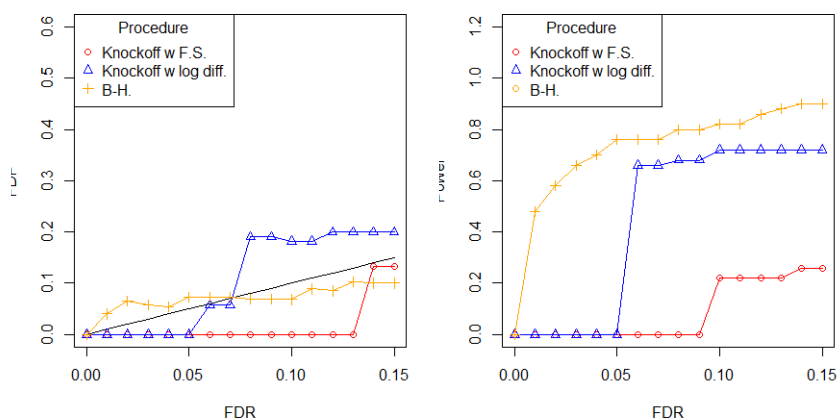 Procedure
Knockoff w F.S.
Knockoff w log diff.
B-H.
0.6
0.5
0.4
0.3
0.2
0.1
0.0
0.00
0.05
0.10
0.15
FDR
FDP
Procedure
Knockoff w F.S.
Knockoff w log diff.
B-H.
1.2
1.0
0.8
0.6
0.4
0.2
0.0
0.00
0.05
0.10
0.15
FDR
Power